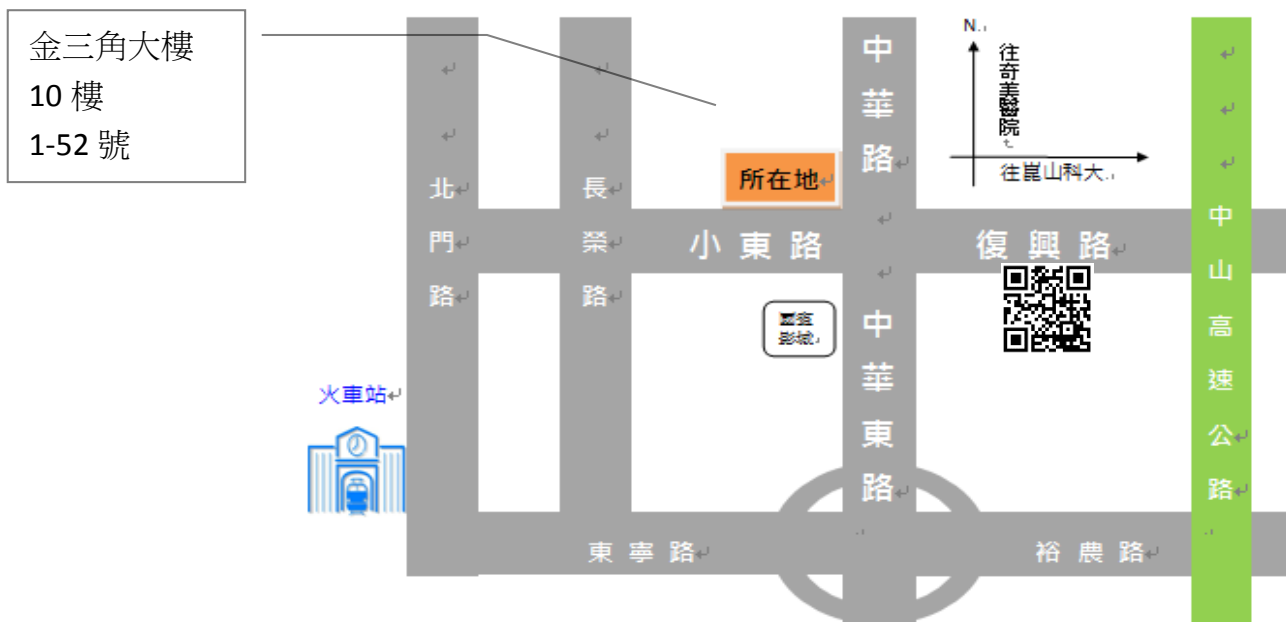 金三角大樓
10 樓
1-52 號
北門路
長榮路
中華路
N
往奇美醫院
往崑山科大
所在地
小東路
復興路
中山高速公路
影城
中華東路
火車站
東寧路
裕農路